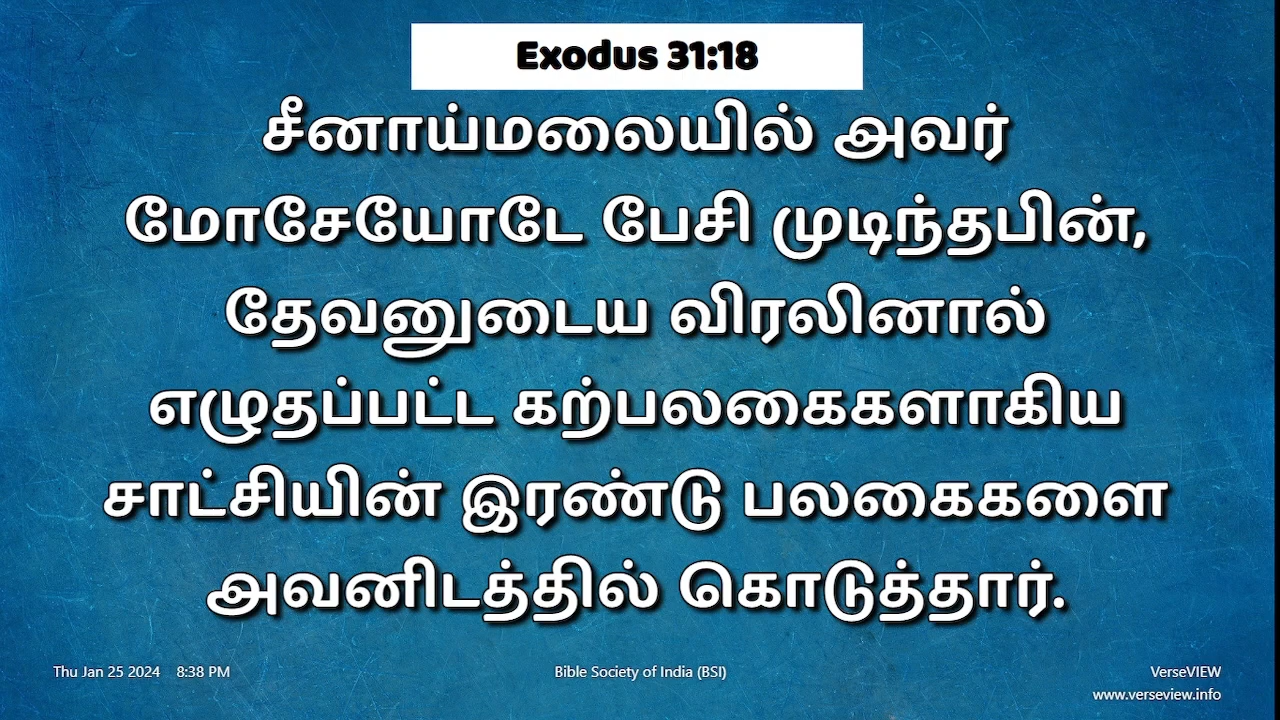 Exodus 31:18
சீனாய்மலையில் அவர்
மோசேயோடே பேசி முடிந்தபின்,
தேவனுடைய விரலினால்
எழுதப்பட்ட கற்பலகைகளாகிய
சாட்சியின் இரண்டு பலகைகளை
அவனிடத்தில் கொடுத்தார்.
Thu Jan 25 2024 8:38 PM
Bible Society of India (BSI)
VerseVIEW
www.verseview.info